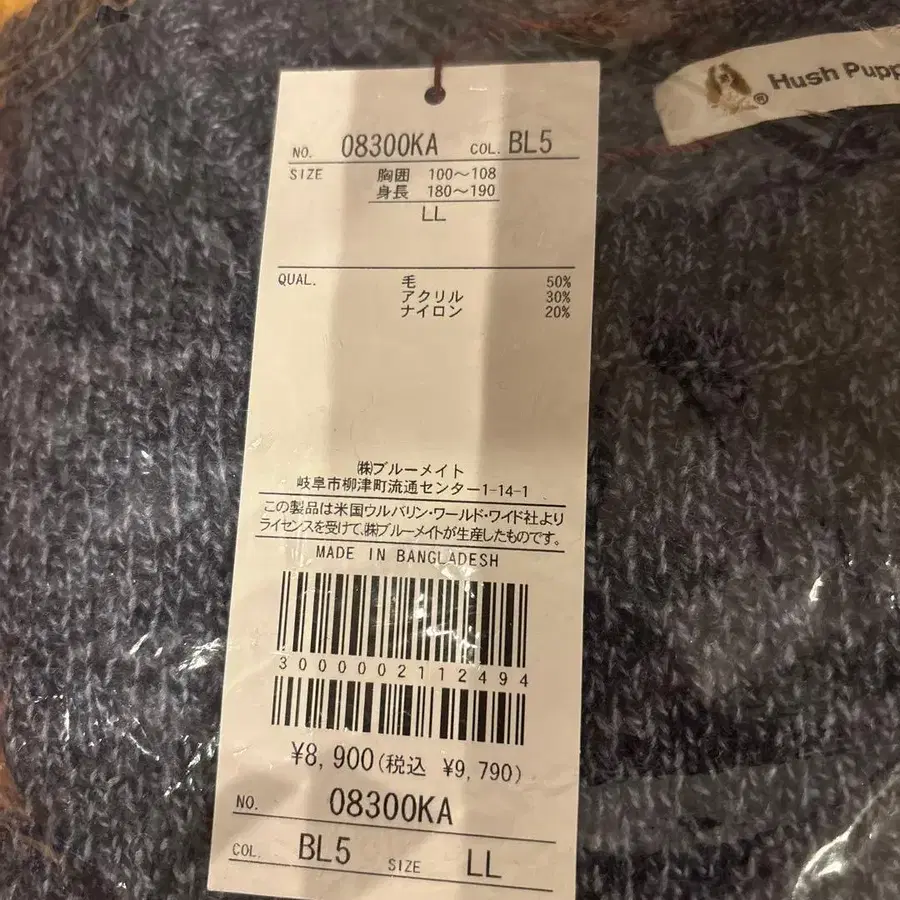 ® Hush Pupp
NO. 08300KA COL. BL5
SIZE 胸囲 100～108
身長 180～190
LL
QUAL. 毛 50%
アクリル 30%
ナイロン 20%
㈱ブルーメイト
岐阜市柳津町流通センター1-14-1
この製品は米国ウルバリン・ワールド・ワイド社より
ライセンスを受けて、㈱ブルーメイトが生産したものです。
MADE IN BANGLADESH
3000002112494
¥8,900(税込 ¥9,790)
NO. 08300KA
COL. BL5 SIZE LL